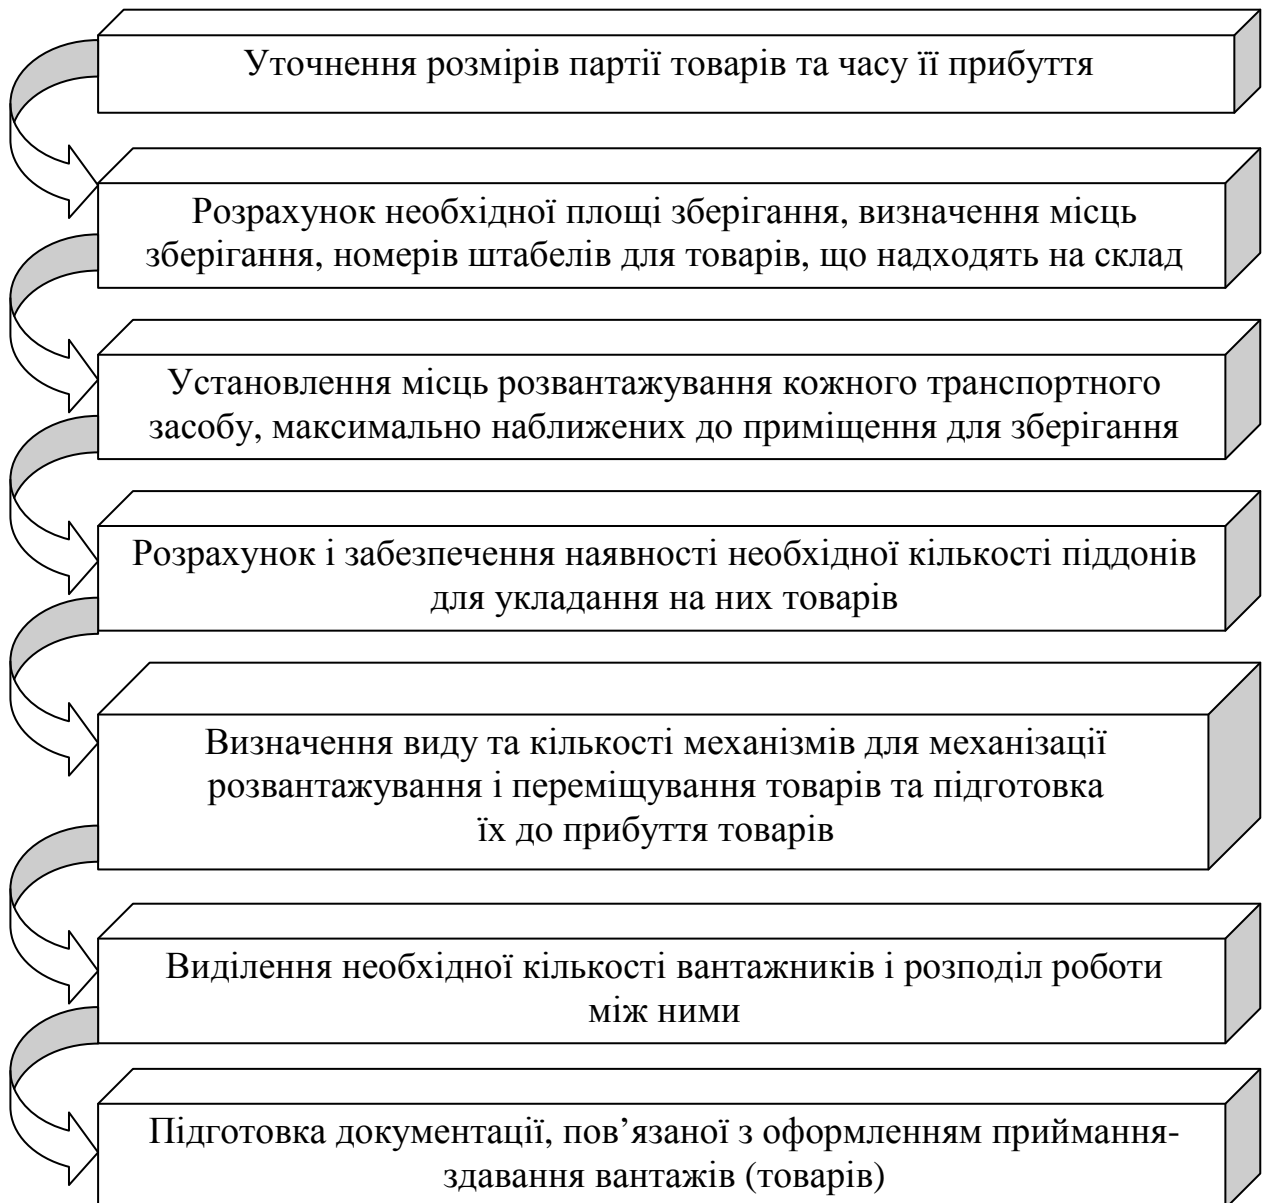 Уточнення розмірів партії товарів та часу її прибуття
Розрахунок необхідної площі зберігання, визначення місць
зберігання, номерів штабелів для товарів, що надходять на склад
Установлення місць розвантажування кожного транспортного
засобу, максимально наближених до приміщення для зберігання
Розрахунок і забезпечення наявності необхідної кількості піддонів
для укладання на них товарів
Визначення виду та кількості механізмів для механізації
розвантажування і переміщування товарів та підготовка
їх до прибуття товарів
Виділення необхідної кількості вантажників і розподіл роботи
між ними
Підготовка документації, пов’язаної з оформленням приймання-
здавання вантажів (товарів)